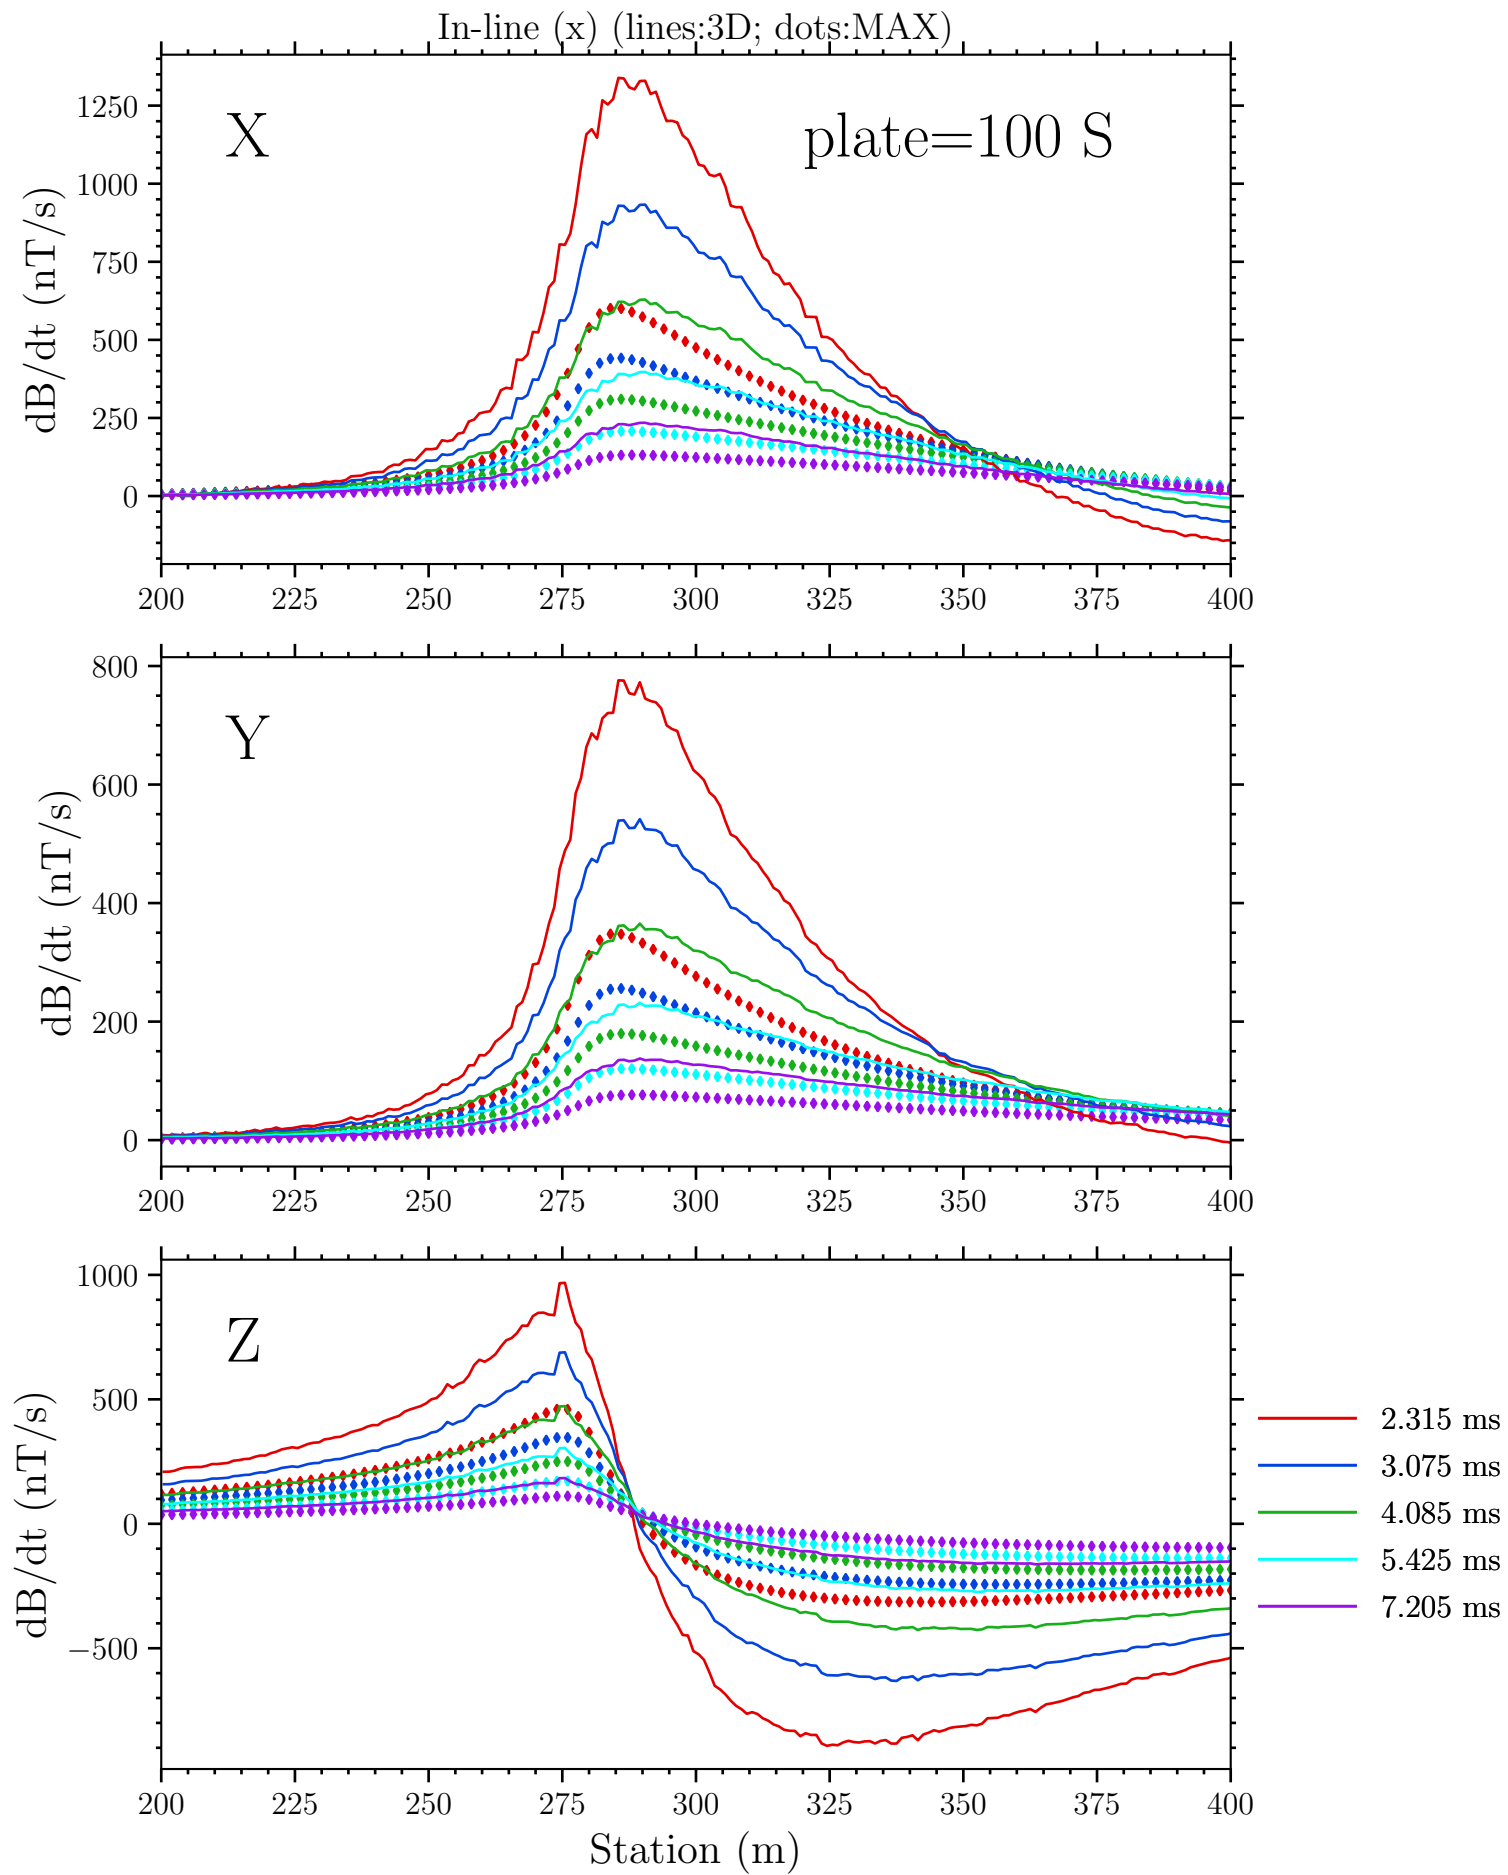 In-line (x) (lines:3D; dots:MAX)
X
plate=100 S
dB/dt (nT/s)
1250
1000
750
500
250
0
200 225 250 275 300 325 350 375 400
Y
dB/dt (nT/s)
800
600
400
200
0
200 225 250 275 300 325 350 375 400
Z
dB/dt (nT/s)
1000
500
0
−500
200 225 250 275 300 325 350 375 400
Station (m)
2.315 ms
3.075 ms
4.085 ms
5.425 ms
7.205 ms